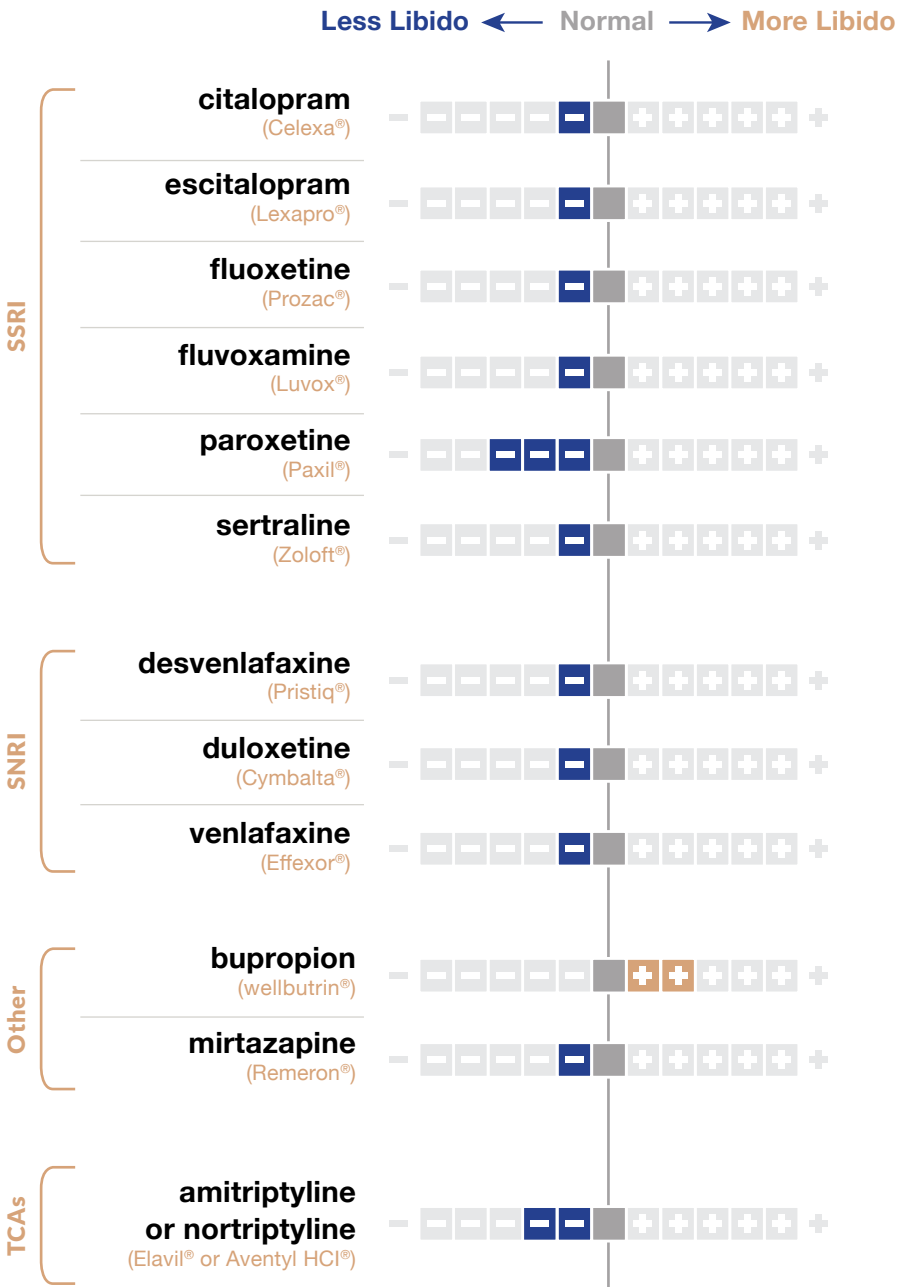 Less Libido Normal More Libido
SSRI
citalopram
(Celexa®)
escitalopram
(Lexapro®)
fluoxetine
(Prozac®)
fluvoxamine
(Luvox®)
paroxetine
(Paxil®)
sertraline
(Zoloft®)
SNRI
desvenlafaxine
(Pristiq®)
duloxetine
(Cymbalta®)
venlafaxine
(Effexor®)
Other
bupropion
(wellbutrin®)
mirtazapine
(Remeron®)
TCAs
amitriptyline
or nortriptyline
(Elavil® or Aventyl HCl®)